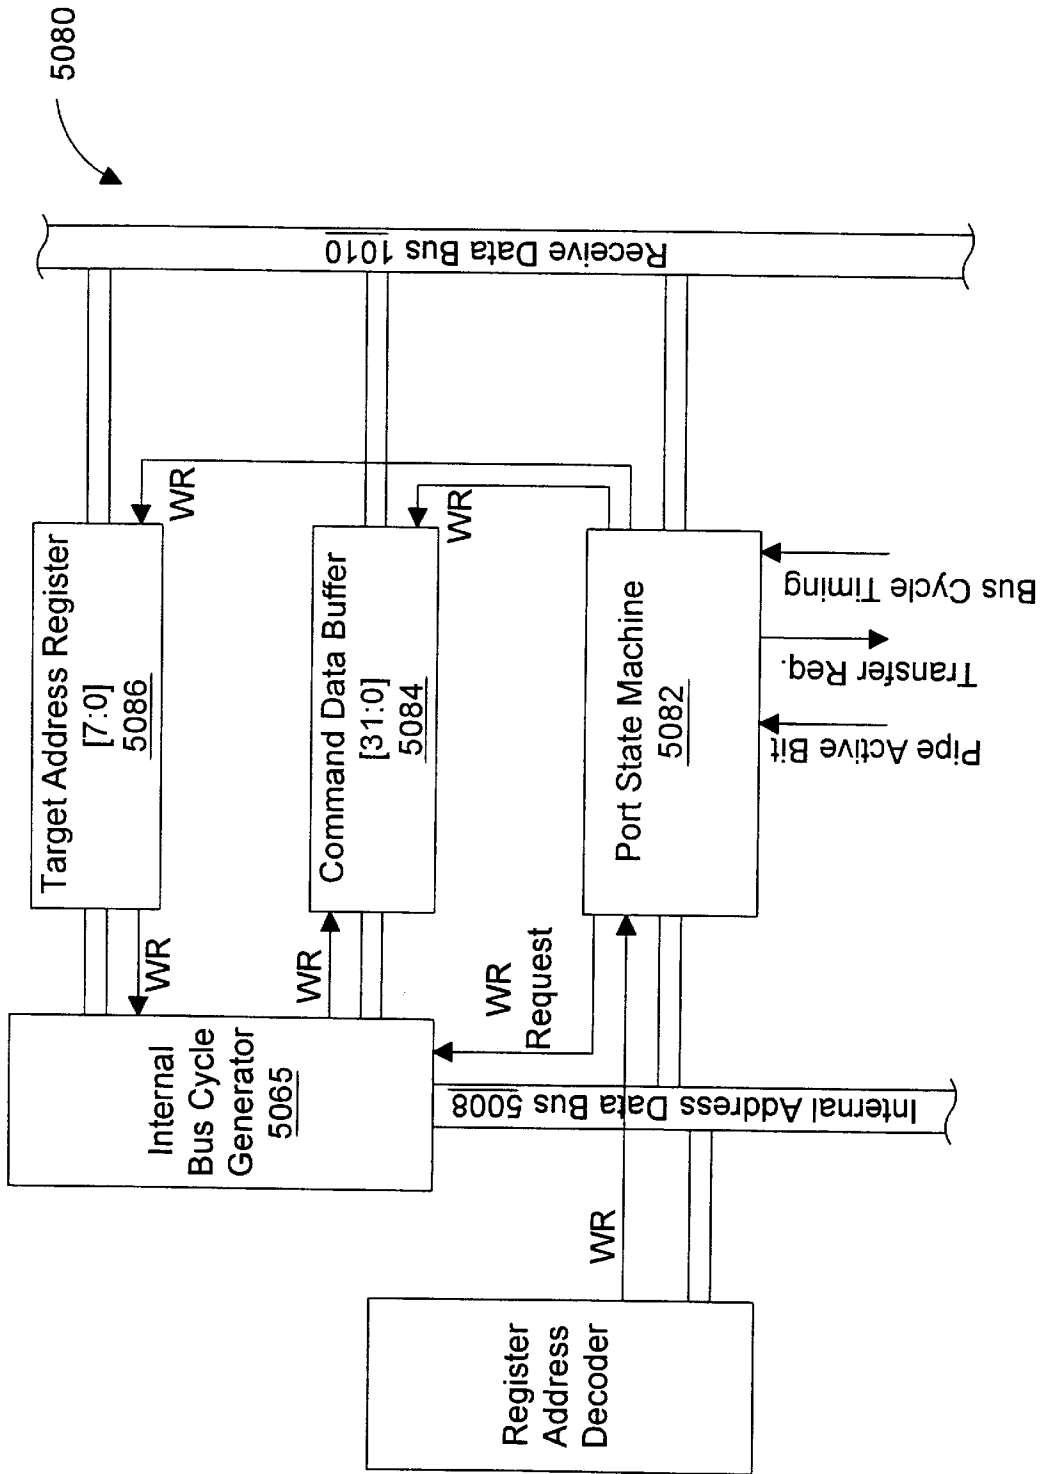 5080
Target Address Register
[7:0]
5086
WR
WR
Internal
Bus Cycle
Generator
5065
Command Data Buffer
[31:0]
5084
WR
WR
Receive Data Bus 1010
WR
Request
Port State Machine
5082
Internal Address Data Bus 5008
WR
Register
Address
Decoder
Pipe Active Bit
Transfer Req.
Bus Cycle Timing